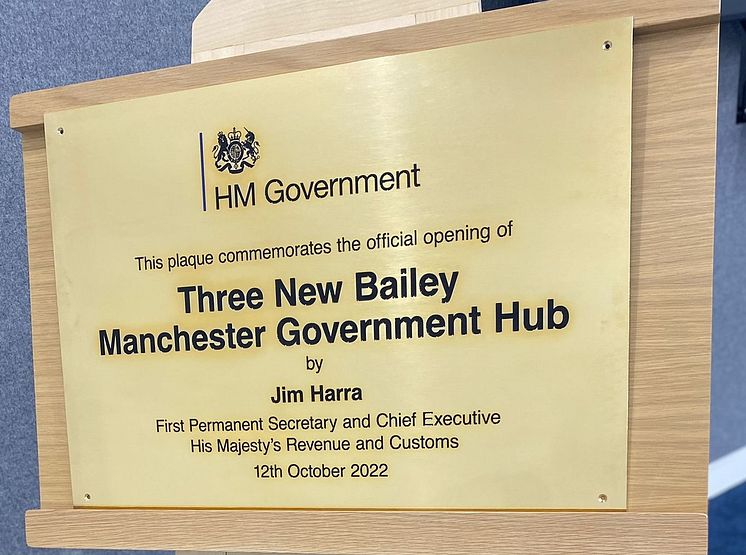 HM Government
This plaque commemorates the official opening of
Three New Bailey
Manchester Government Hub
by
Jim Harra
First Permanent Secretary and Chief Executive
His Majesty's Revenue and Customs
12th October 2022